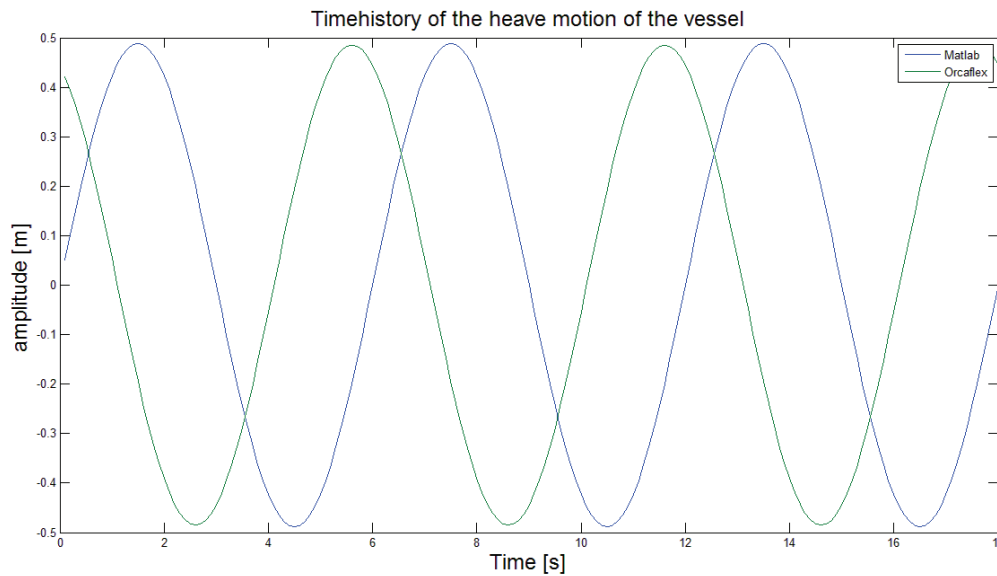 Timehistory of the heave motion of the vessel
Matlab
Orcaflex
amplitude [m]
0.5
0.4
0.3
0.2
0.1
0
-0.1
-0.2
-0.3
-0.4
-0.5
0 2 4 6 8 10 12 14 16
Time [s]